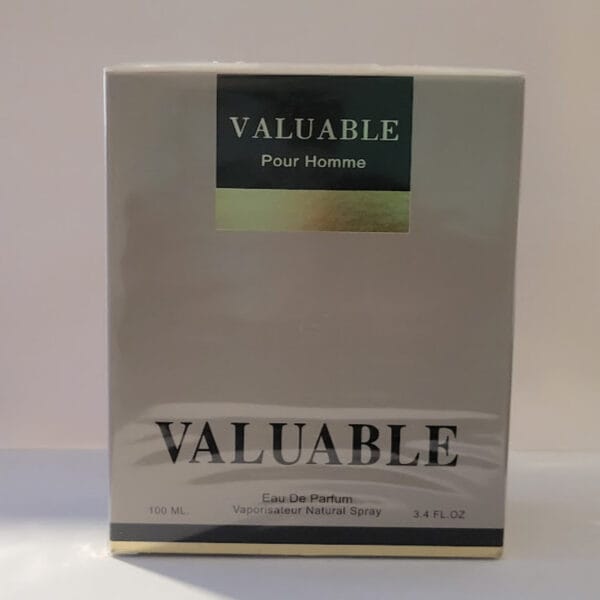 VALUABLE
Pour Homme
VALUABLE
Eau De Parfum
100 ML. Vaporisateur Natural Spray 3.4 FL.OZ